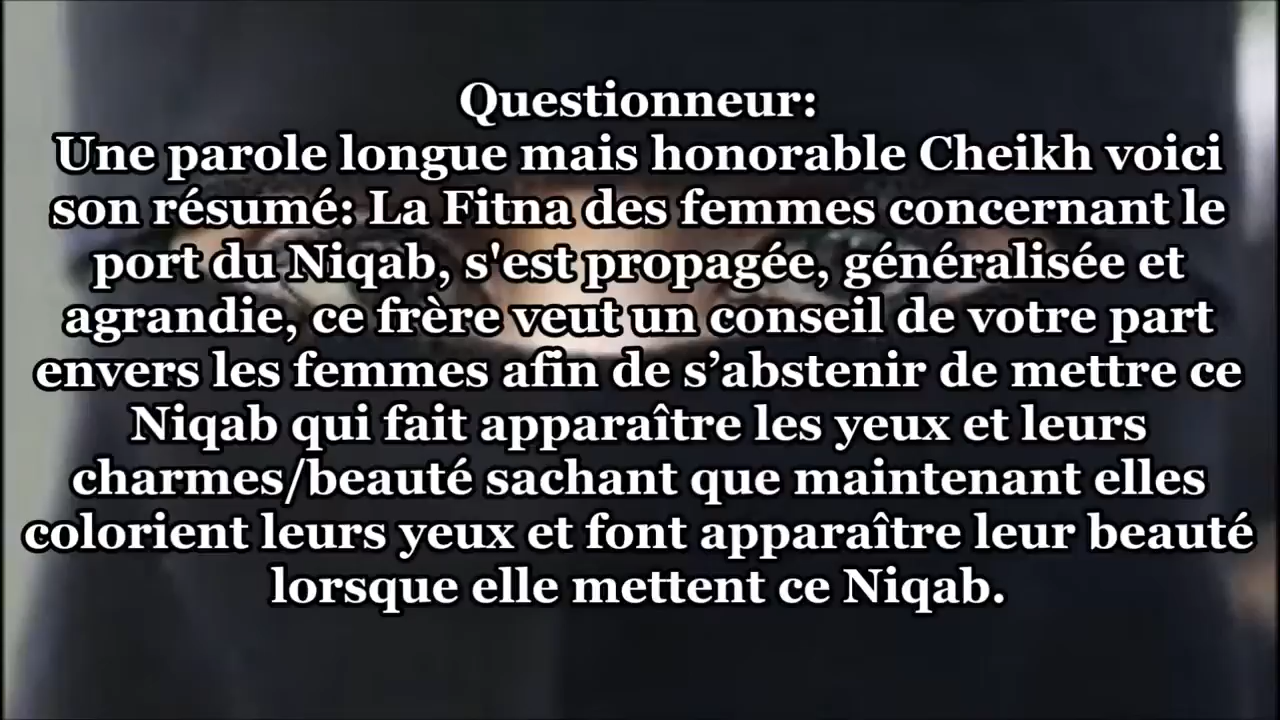 Questionneur:
Une parole longue mais honorable Cheikh voici
son résumé: La Fitna des femmes concernant le
port du Niqab, s'est propagée, généralisée et
agrandie, ce frère veut un conseil de votre part
envers les femmes afin de s’abstenir de mettre ce
Niqab qui fait apparaître les yeux et leurs
charmes/beauté sachant que maintenant elles
colorient leurs yeux et font apparaître leur beauté
lorsque elle mettent ce Niqab.